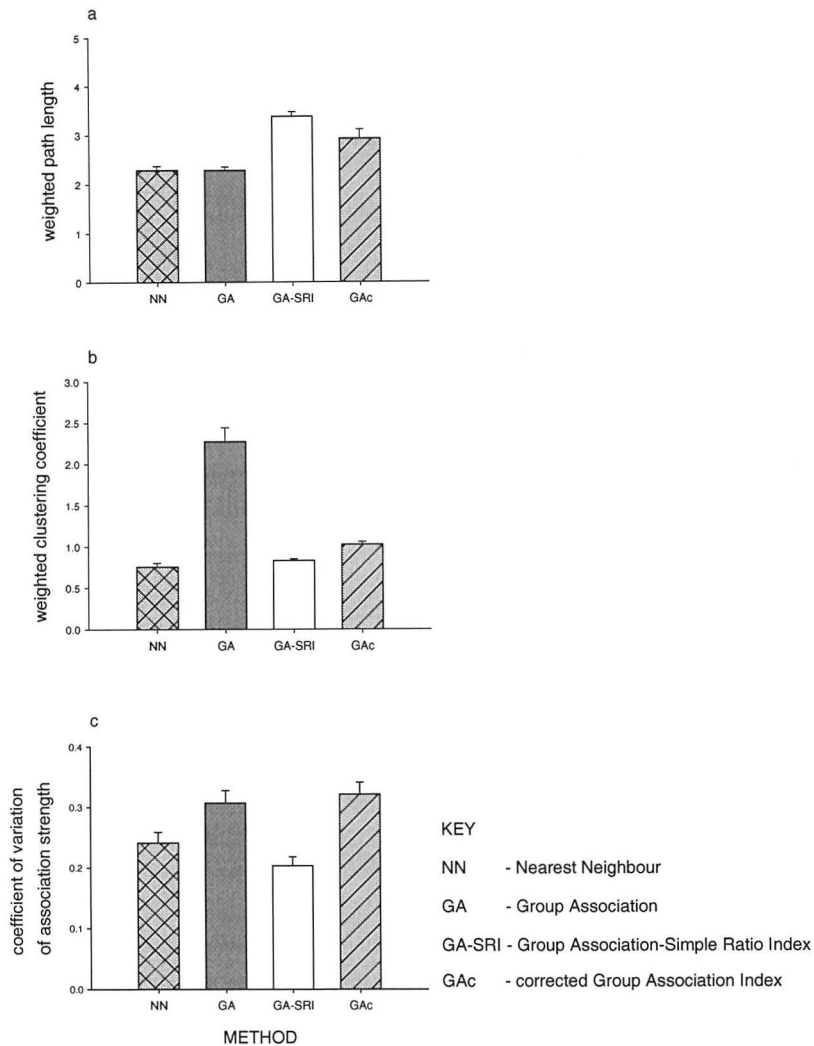 a
weighted path length
5
4
3
2
1
0
NN GA GA-SRI GAc
b
weighted clustering coefficient
3.0
2.5
2.0
1.5
1.0
0.5
0.0
NN GA GA-SRI GAc
c
coefficient of variation
of association strength
0.4
0.3
0.2
0.1
0.0
NN GA GA-SRI GAc
METHOD
KEY
NN - Nearest Neighbour
GA - Group Association
GA-SRI - Group Association-Simple Ratio Index
GAc - corrected Group Association Index